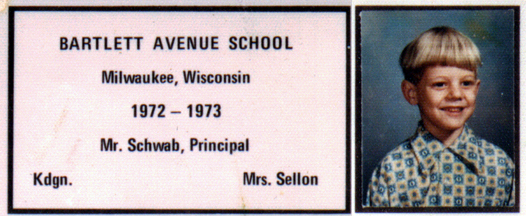 BARTLETT AVENUE SCHOOL
Milwaukee, Wisconsin
1972 – 1973
Mr. Schwab, Principal
Kdgn. Mrs. Sellon